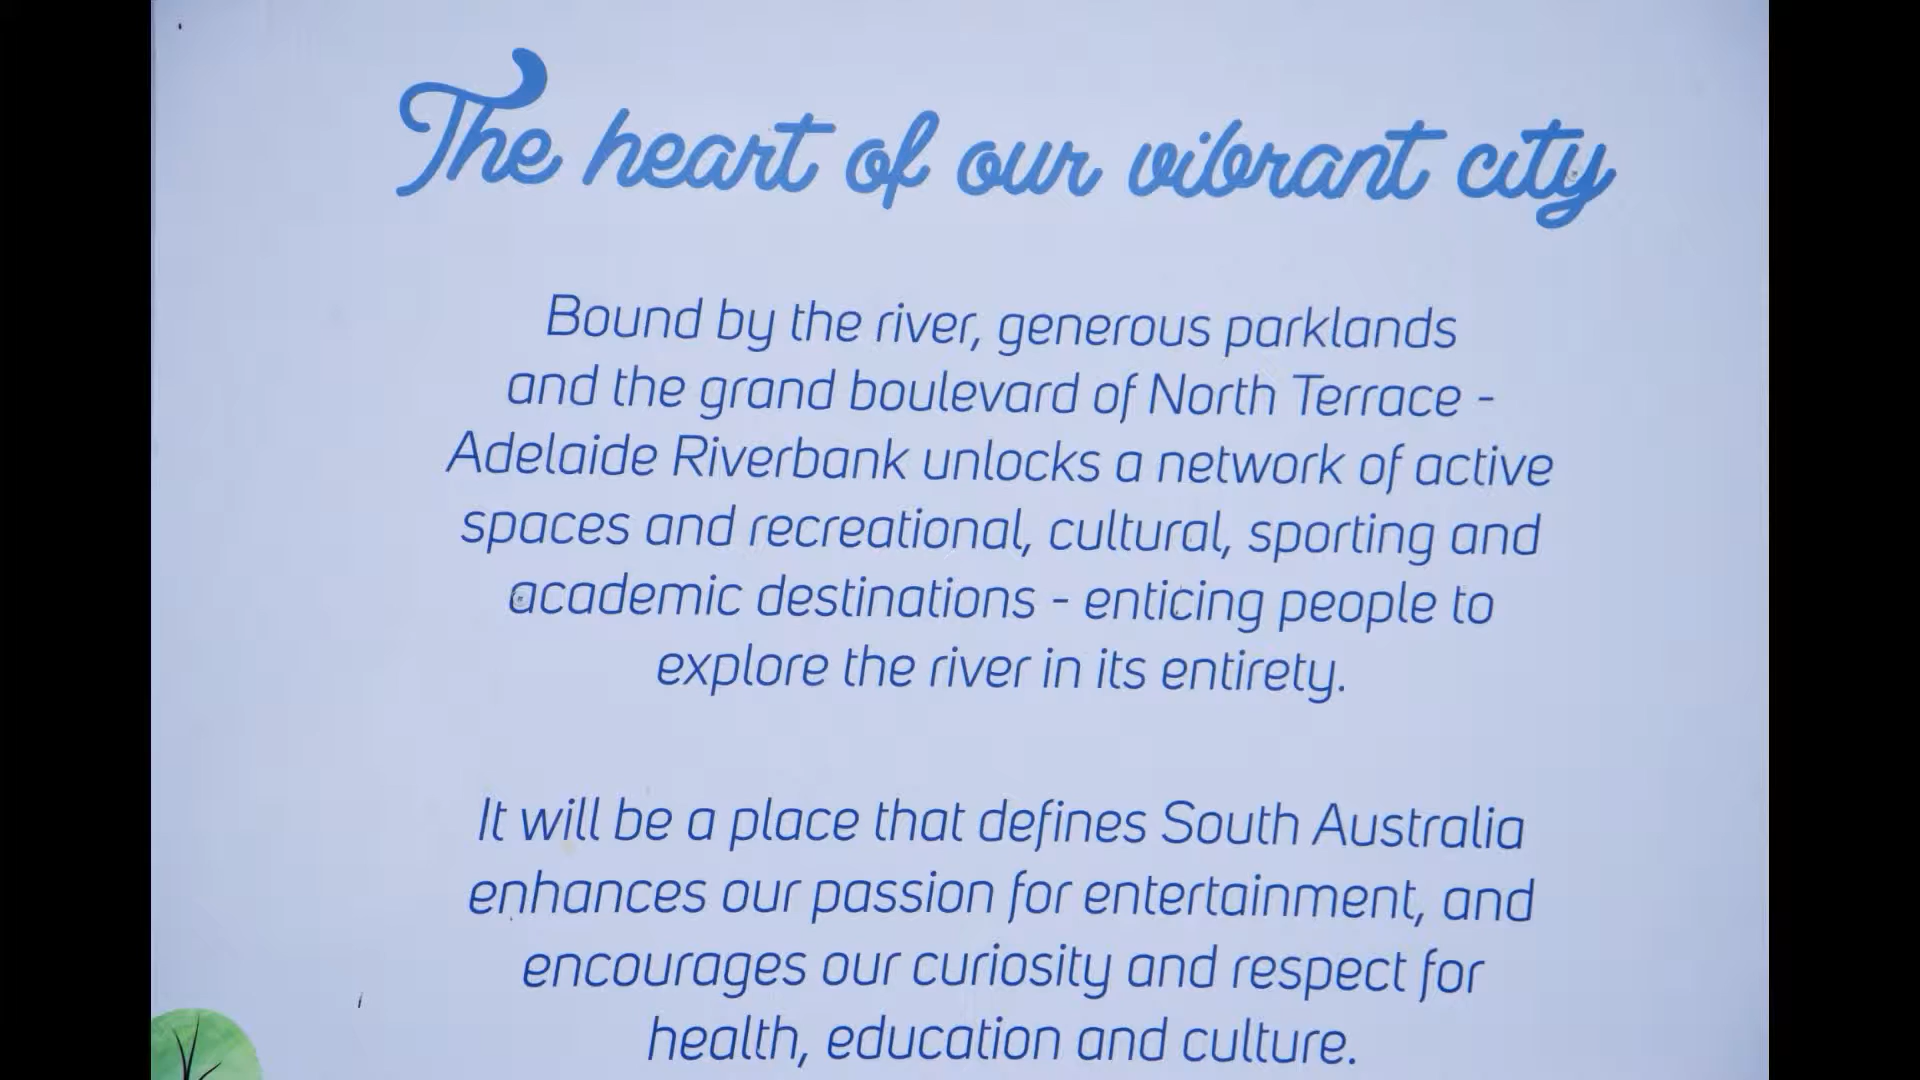 The heart of our vibrant city
Bound by the river, generous parklands
and the grand boulevard of North Terrace -
Adelaide Riverbank unlocks a network of active
spaces and recreational, cultural, sporting and
academic destinations - enticing people to
explore the river in its entirety.
It will be a place that defines South Australia
enhances our passion for entertainment, and
encourages our curiosity and respect for
health, education and culture.